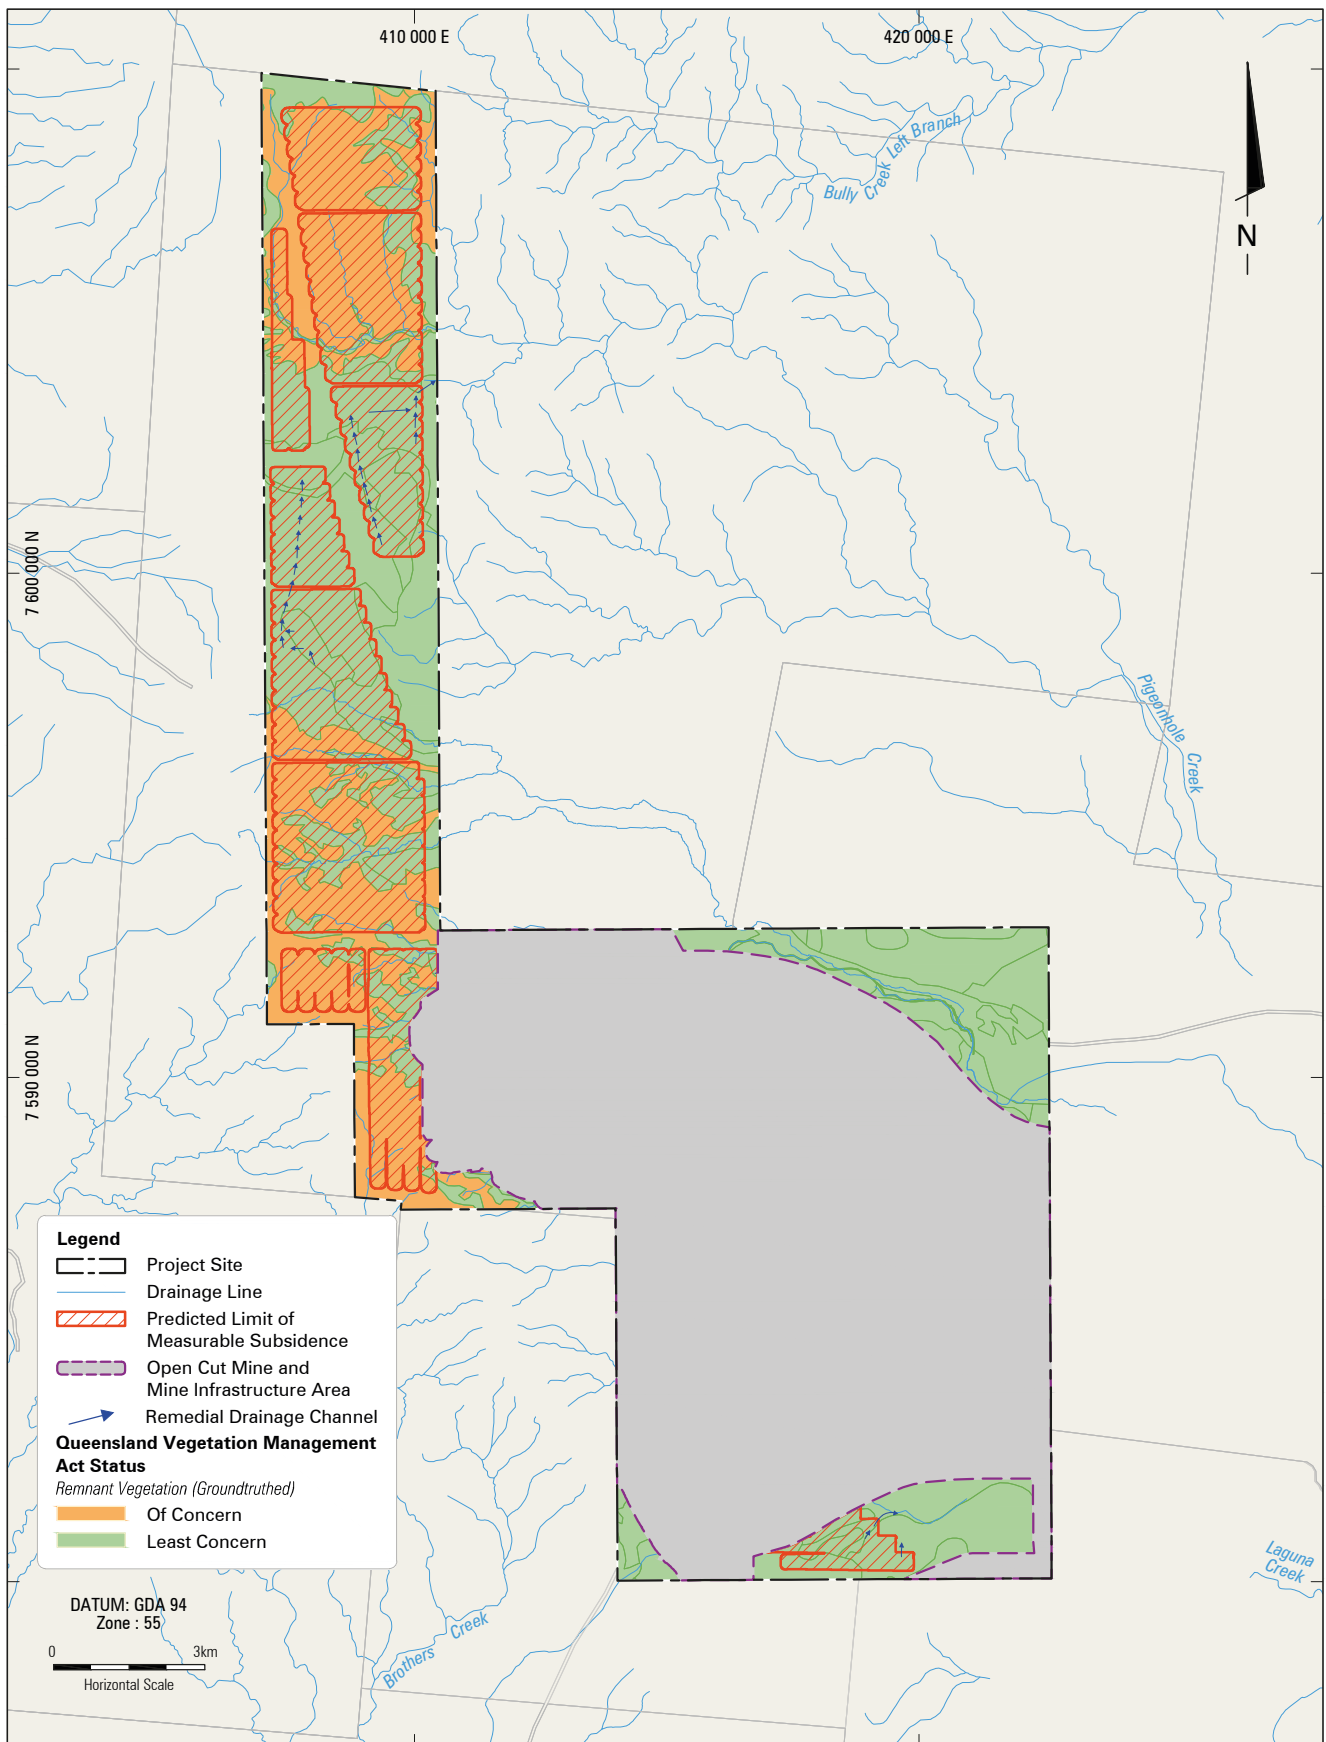 410 000 E
420 000 E
Bully Creek Left Branch
N
7 600 000 N
Pigeonhole Creek
7 590 000 N
Legend
Project Site
Drainage Line
Predicted Limit of
Measurable Subsidence
Open Cut Mine and
Mine Infrastructure Area
Remedial Drainage Channel
Queensland Vegetation Management
Act Status
Remnant Vegetation (Groundtruthed)
Of Concern
Least Concern
Laguna
Creek
DATUM: GDA 94
Zone : 55
0 3km
Horizontal Scale
Brothers Creek